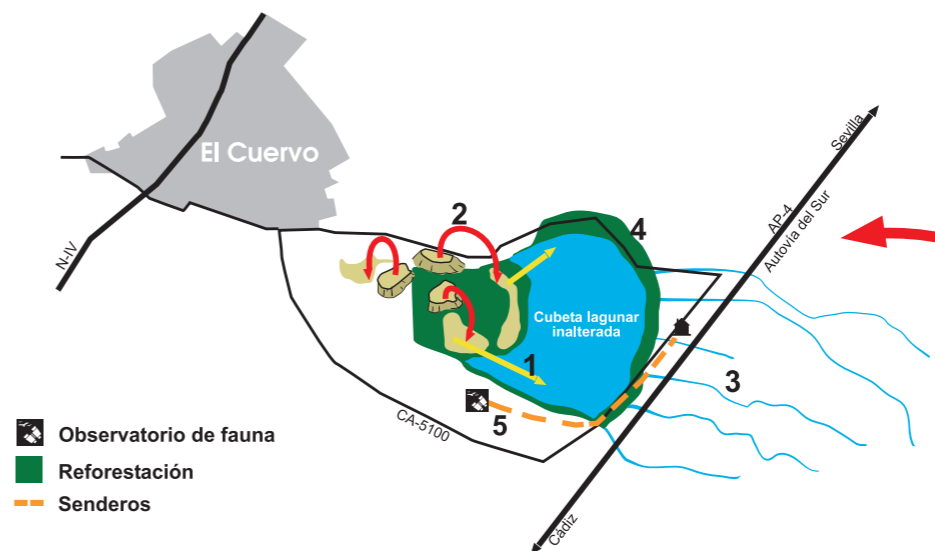 El Cuervo
N-IV
2
4
Sevilla
AP-4
Autovía del Sur
Cubeta lagunar
inalterada
1
3
5
CA-5100
Cádiz
Observatorio de fauna
Reforestación
Senderos